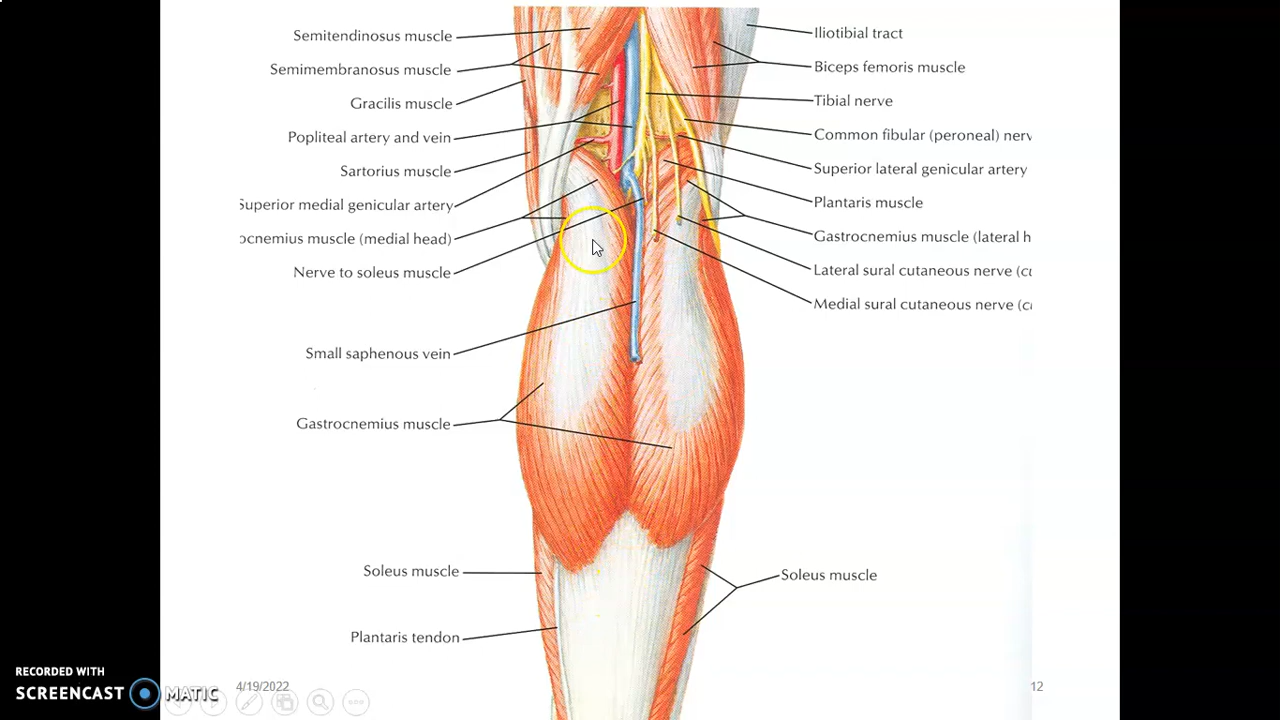 Semitendinosus muscle
Semimembranosus muscle
Gracilis muscle
Popliteal artery and vein
Sartorius muscle
Superior medial genicular artery
ocnemius muscle (medial head)
Nerve to soleus muscle
Small saphenous vein
Gastrocnemius muscle
Soleus muscle
Plantaris tendon
Iliotibial tract
Biceps femoris muscle
Tibial nerve
Common fibular (peroneal) nerv
Superior lateral genicular artery
Plantaris muscle
Gastrocnemius muscle (lateral h
Lateral sural cutaneous nerve (cu
Medial sural cutaneous nerve (cu
Soleus muscle
RECORDED WITH
SCREENCAST MATIC
4/19/2022
12